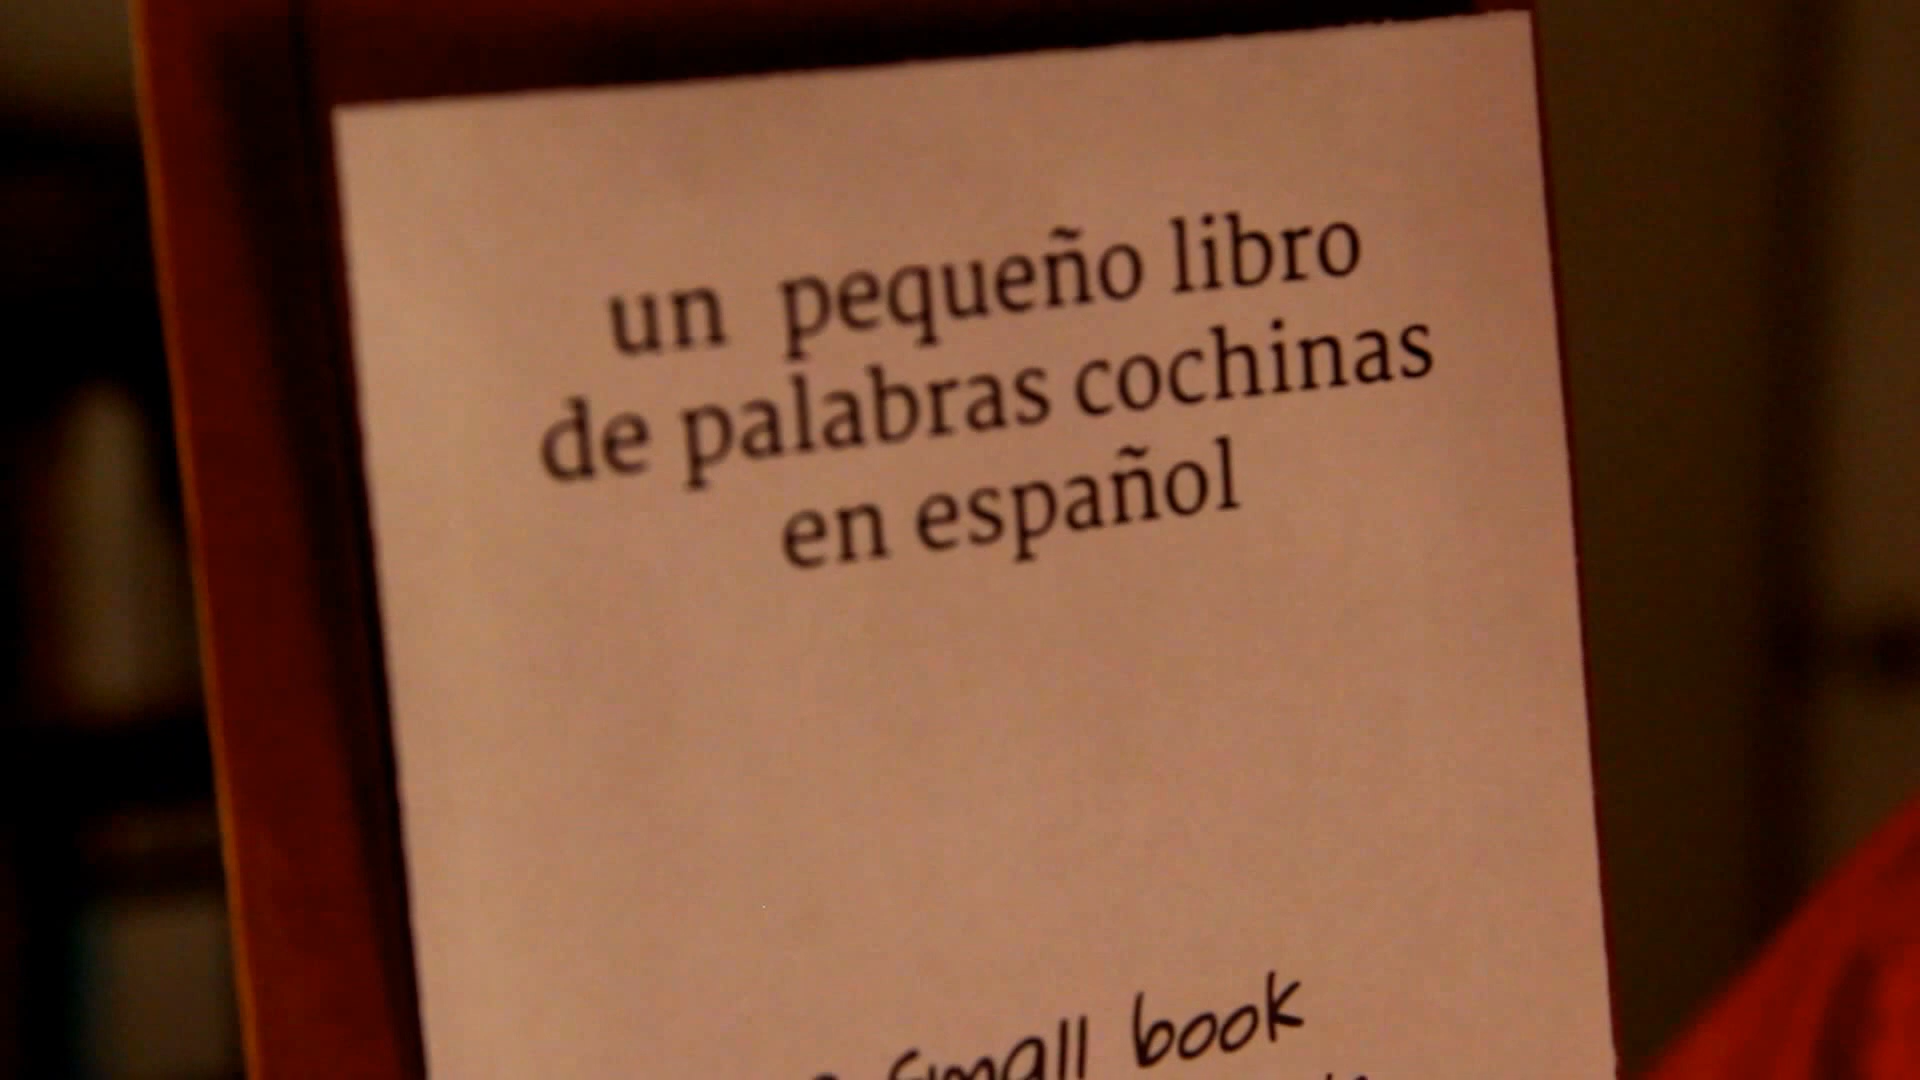 un pequeño libro
de palabras cochinas
en español
a small book